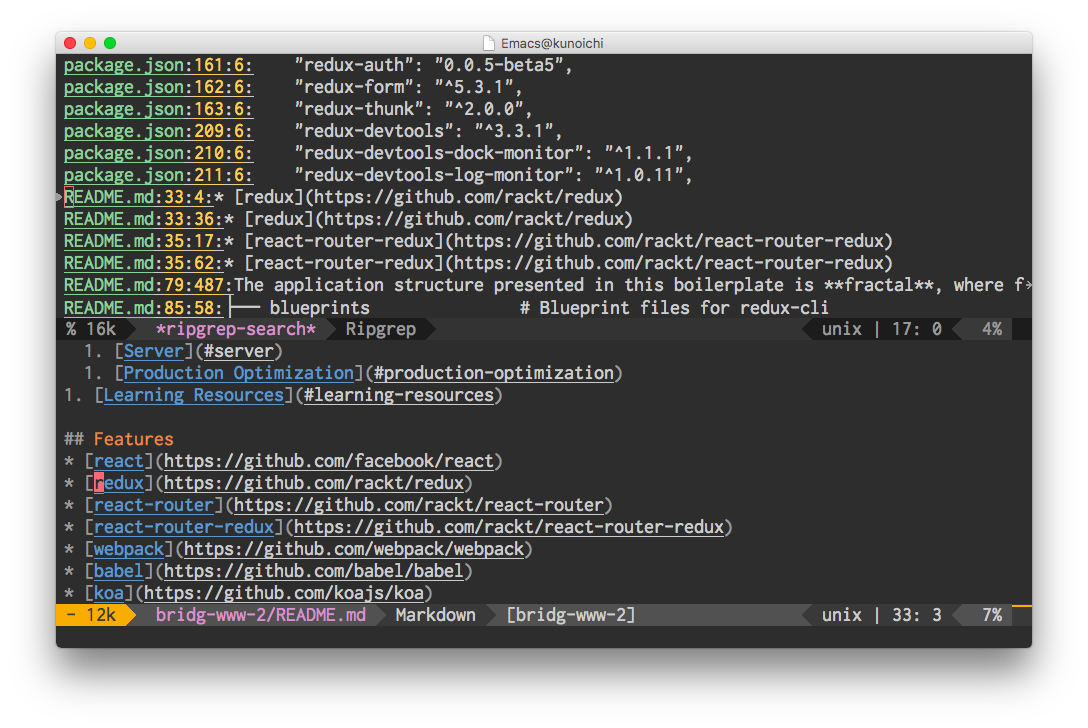 Emacs@kunoichi
package.json:161:6:    "redux-auth": "0.0.5-beta5",
package.json:162:6:    "redux-form": "^5.3.1",
package.json:163:6:    "redux-thunk": "^2.0.0",
package.json:209:6:    "redux-devtools": "^3.3.1",
package.json:210:6:    "redux-devtools-dock-monitor": "^1.1.1",
package.json:211:6:    "redux-devtools-log-monitor": "^1.0.11",
README.md:33:4:* [redux](https://github.com/rackt/redux)
README.md:33:36:* [redux](https://github.com/rackt/redux)
README.md:35:17:* [react-router-redux](https://github.com/rackt/react-router-redux)
README.md:35:62:* [react-router-redux](https://github.com/rackt/react-router-redux)
README.md:79:487:The application structure presented in this boilerplate is **fractal**, where f
README.md:85:58:├── blueprints               # Blueprint files for redux-cli
% 16k  *ripgrep-search*  Ripgrep  unix | 17: 0  4%
  1. [Server](#server)
  1. [Production Optimization](#production-optimization)
1. [Learning Resources](#learning-resources)
## Features
* [react](https://github.com/facebook/react)
* [redux](https://github.com/rackt/redux)
* [react-router](https://github.com/rackt/react-router)
* [react-router-redux](https://github.com/rackt/react-router-redux)
* [webpack](https://github.com/webpack/webpack)
* [babel](https://github.com/babel/babel)
* [koa](https://github.com/koajs/koa)
- 12k  bridg-www-2/README.md  Markdown  [bridg-www-2]  unix | 33: 3  7%